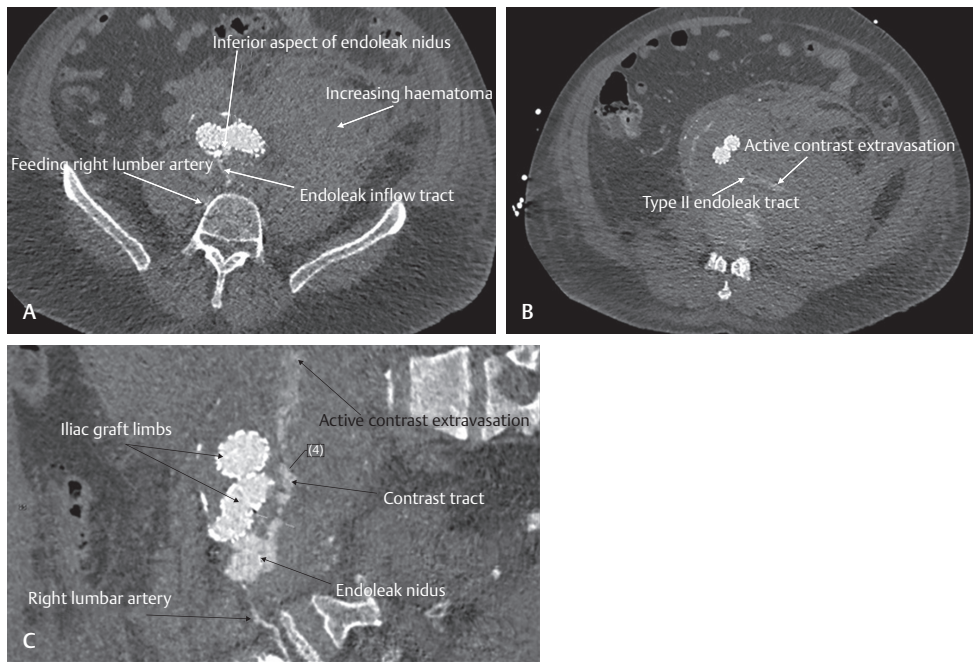 Inferior aspect of endoleak nidus
Increasing haematoma
Feeding right lumber artery
Endoleak inflow tract
A
Active contrast extravasation
Type II endoleak tract
B
Active contrast extravasation
Iliac graft limbs
(4)
Contrast tract
Endoleak nidus
Right lumbar artery
C